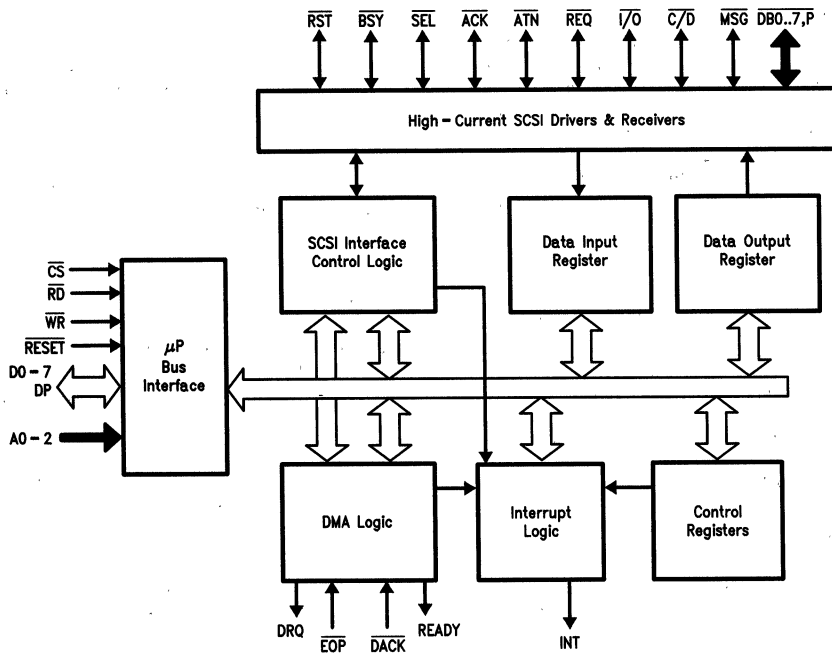 RST BSY SEL ACK ATN REQ I/O C/D MSG DB0..7,P
High-Current SCSI Drivers & Receivers
SCSI Interface
Control Logic
Data Input
Register
Data Output
Register
CS
RD
WR
RESET
D0-7
DP
A0-2
μP
Bus
Interface
DMA Logic
Interrupt
Logic
Control
Registers
DRQ
EOP
DACK
READY
INT